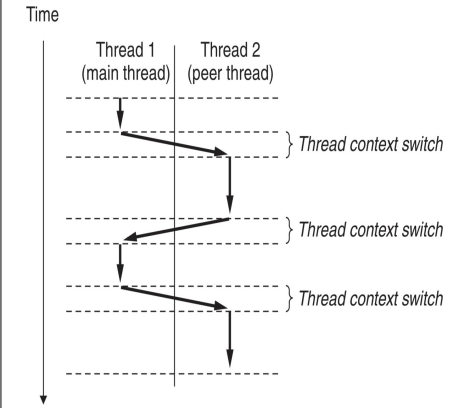 Time
Thread 1
(main thread)
Thread 2
(peer thread)
Thread context switch
Thread context switch
Thread context switch